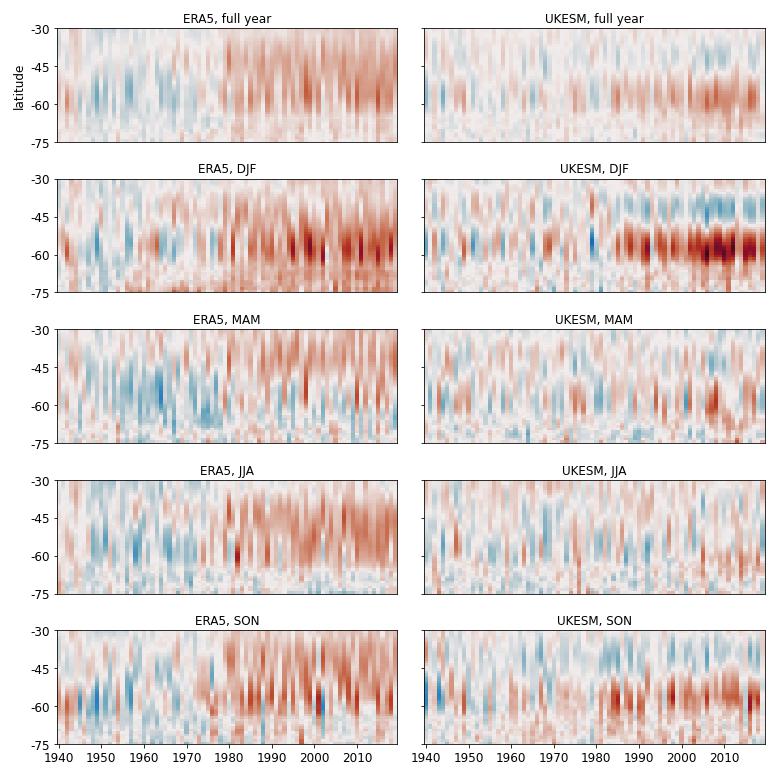 ERA5, full year
UKESM, full year
-30
-45
-60
-75
latitude
ERA5, DJF
UKESM, DJF
-30
-45
-60
-75
ERA5, MAM
UKESM, MAM
-30
-45
-60
-75
ERA5, JJA
UKESM, JJA
-30
-45
-60
-75
ERA5, SON
UKESM, SON
-30
-45
-60
-75
1940 1950 1960 1970 1980 1990 2000 2010
1940 1950 1960 1970 1980 1990 2000 2010